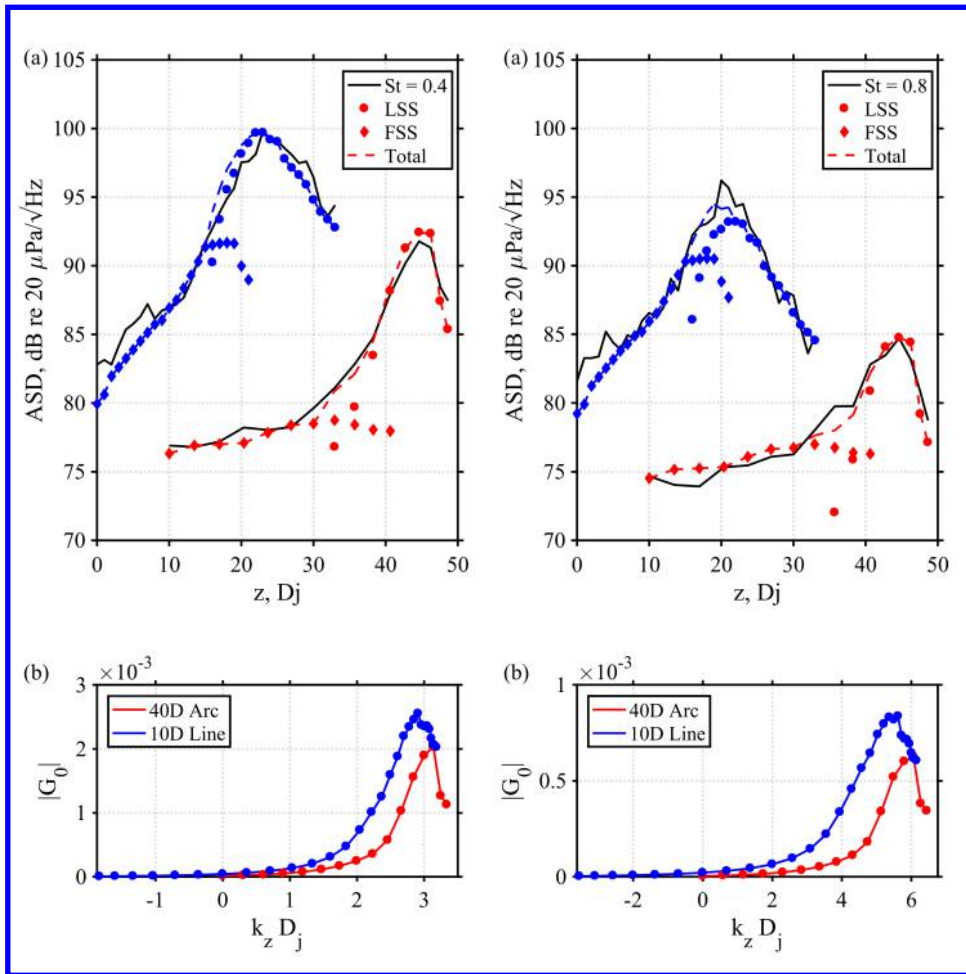 (a)
105
100
95
90
85
80
75
70
ASD, dB re 20 μPa/√Hz
St = 0.4
LSS
FSS
Total
0 10 20 30 40 50
z, Dj
(a)
105
100
95
90
85
80
75
70
ASD, dB re 20 μPa/√Hz
St = 0.8
LSS
FSS
Total
0 10 20 30 40 50
z, Dj
(b)
×10⁻³
3
2
1
0
|G₀|
40D Arc
10D Line
-1 0 1 2 3
k_z D_j
(b)
×10⁻³
1
0.5
0
|G₀|
40D Arc
10D Line
-2 0 2 4 6
k_z D_j